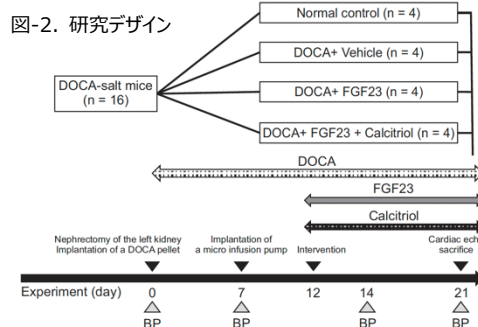 図-2. 研究デザイン
Normal control (n = 4)
DOCA+ Vehicle (n = 4)
DOCA-salt mice
(n = 16)
DOCA+ FGF23 (n = 4)
DOCA+ FGF23 + Calcitriol (n = 4)
DOCA
FGF23
Calcitriol
Nephrectomy of the left kidney
Implantation of a DOCA pellet
Implantation of
a micro infusion pump
Intervention
Cardiac ech
sacrifice
Experiment (day) 0 7 12 14 21
BP BP BP BP